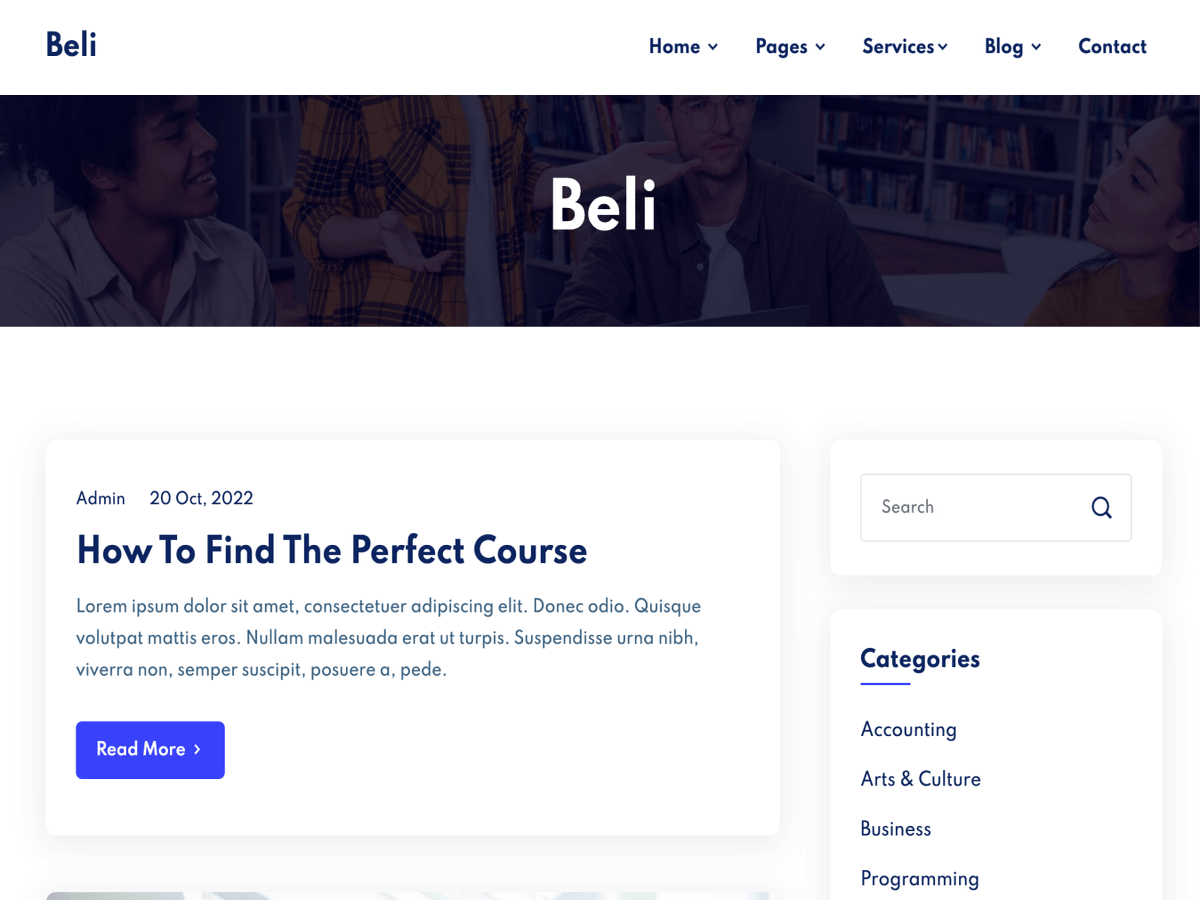 Beli
Home
Pages
Services
Blog
Contact
Beli
Admin 20 Oct, 2022
How To Find The Perfect Course
Lorem ipsum dolor sit amet, consectetuer adipiscing elit. Donec odio. Quisque
volutpat mattis eros. Nullam malesuada erat ut turpis. Suspendisse urna nibh,
viverra non, semper suscipit, posuere a, pede.
Read More
Search
Categories
Accounting
Arts & Culture
Business
Programming